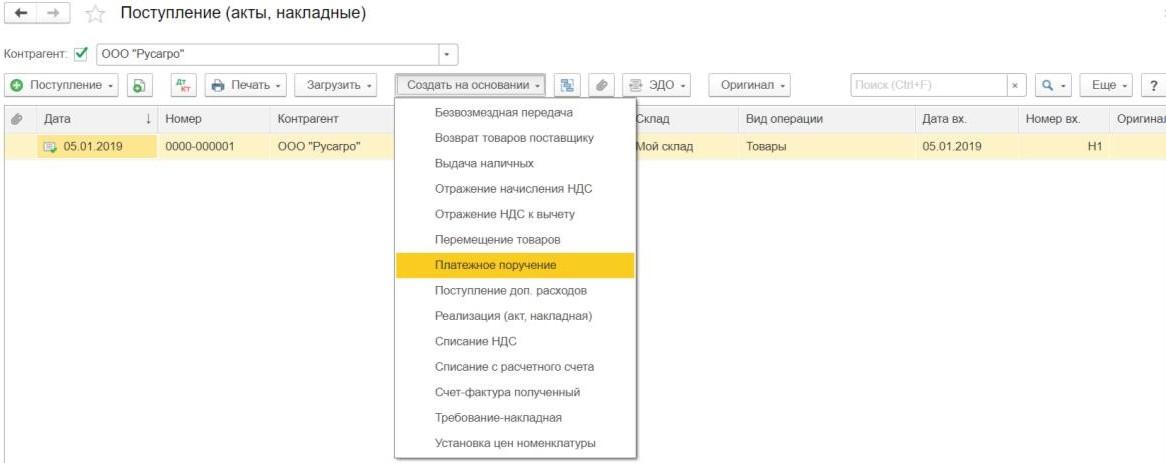 Поступление (акты, накладные)
Контрагент: ООО "Русагро"
Поступление Дт Кт Печать Загрузить Создать на основании ЭДО Оригинал Поиск (Ctrl+F) × Еще ?
Дата ↓ Номер Контрагент Склад Вид операции Дата вх. Номер вх. Оригинал
05.01.2019 0000-000001 ООО "Русагро" Мой склад Товары 05.01.2019 Н1
Безвозмездная передача
Возврат товаров поставщику
Выдача наличных
Отражение начисления НДС
Отражение НДС к вычету
Перемещение товаров
Платежное поручение
Поступление доп. расходов
Реализация (акт, накладная)
Списание НДС
Списание с расчетного счета
Счет-фактура полученный
Требование-накладная
Установка цен номенклатуры